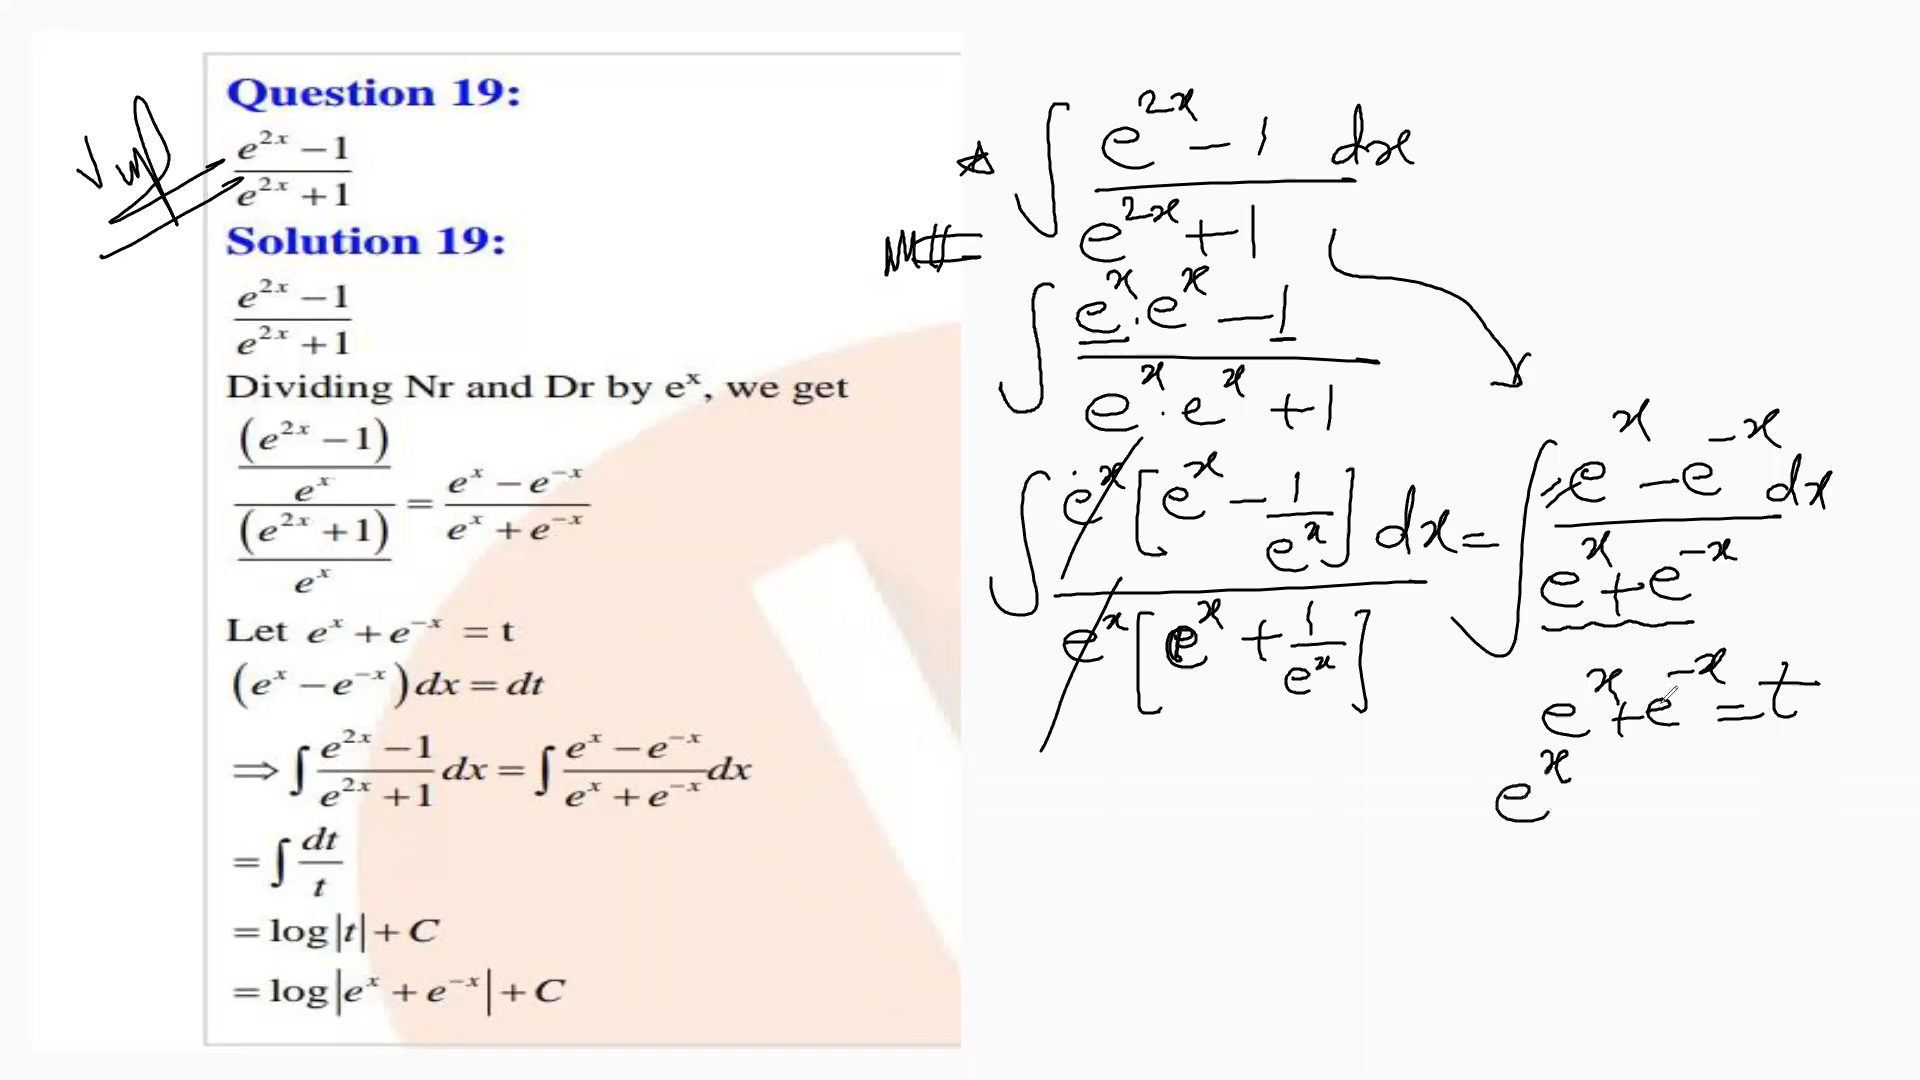 Question 19:
(e^{2x} − 1)/(e^{2x} + 1)
Solution 19:
(e^{2x} − 1)/(e^{2x} + 1)
Dividing Nr and Dr by e^x, we get
((e^{2x} − 1)/e^x)/((e^{2x} + 1)/e^x) = (e^x − e^{−x})/(e^x + e^{−x})
Let e^x + e^{−x} = t
(e^x − e^{−x})dx = dt
⇒ ∫ (e^{2x} − 1)/(e^{2x} + 1) dx = ∫ (e^x − e^{−x})/(e^x + e^{−x}) dx
= ∫ dt/t
= log|t| + C
= log|e^x + e^{−x}| + C
∫ (e^{2x} − 1)/(e^{2x} + 1) dx
∫ (e^x . e^x − 1)/(e^x . e^x + 1)
∫ (e^x [e^x − 1/e^x])/(e^x [e^x + 1/e^x]) dx = ∫ (e^x − e^{−x})/(e^x + e^{−x}) dx
e^x + e^{−x} = t
e^x